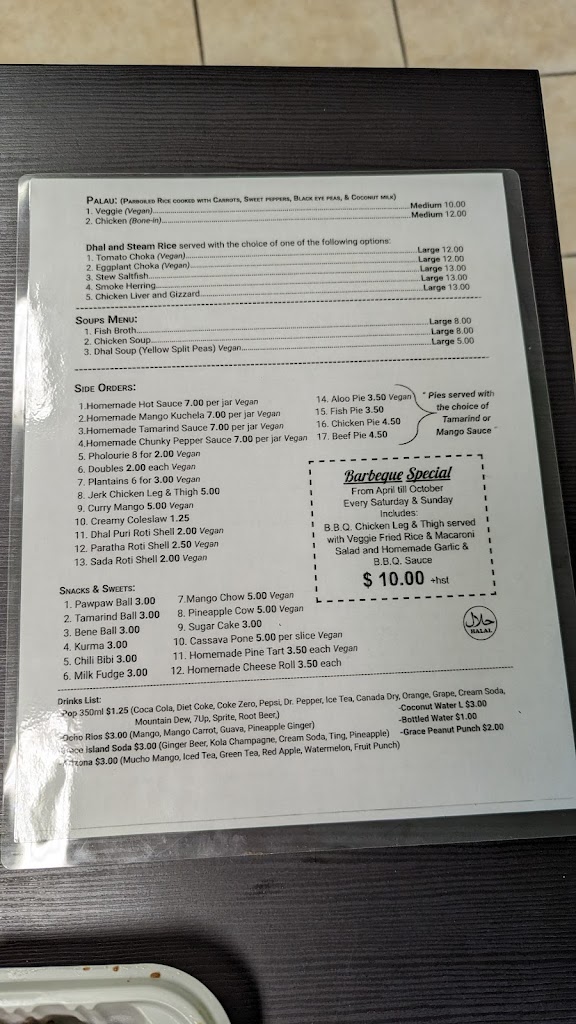 PALAU: (PARBOILED RICE COOKED WITH CARROTS, SWEET PEPPERS, BLACK EYE PEAS, & COCONUT MILK)
1. Veggie (Vegan)........Medium 10.00
2. Chicken (Bone-in)........Medium 12.00
Dhal and Steam Rice served with the choice of one of the following options:
1. Tomato Choka (Vegan)........Large 12.00
2. Eggplant Choka (Vegan)........Large 12.00
3. Stew Saltfish........Large 13.00
4. Smoke Herring........Large 13.00
5. Chicken Liver and Gizzard........Large 13.00
SOUPS MENU:
1. Fish Broth........Large 8.00
2. Chicken Soup........Large 8.00
3. Dhal Soup (Yellow Split Peas) Vegan........Large 5.00
SIDE ORDERS:
1.Homemade Hot Sauce 7.00 per jar Vegan
2.Homemade Mango Kuchela 7.00 per jar Vegan
3.Homemade Tamarind Sauce 7.00 per jar Vegan
4.Homemade Chunky Pepper Sauce 7.00 per jar Vegan
5. Pholourie 8 for 2.00 Vegan
6. Doubles 2.00 each Vegan
7. Plantains 6 for 3.00 Vegan
8. Jerk Chicken Leg & Thigh 5.00
9. Curry Mango 5.00 Vegan
10. Creamy Coleslaw 1.25
11. Dhal Puri Roti Shell 2.00 Vegan
12. Paratha Roti Shell 2.50 Vegan
13. Sada Roti Shell 2.00 Vegan
14. Aloo Pie 3.50 Vegan
15. Fish Pie 3.50
16. Chicken Pie 4.50
17. Beef Pie 4.50
" Pies served with
the choice of
Tamarind or
Mango Sauce "
Barbeque Special
From April till October
Every Saturday & Sunday
Includes:
B.B.Q. Chicken Leg & Thigh served
with Veggie Fried Rice & Macaroni
Salad and Homemade Garlic &
B.B.Q. Sauce
$ 10.00 +hst
حلال
HALAL
SNACKS & SWEETS:
1. Pawpaw Ball 3.00
2. Tamarind Ball 3.00
3. Bene Ball 3.00
4. Kurma 3.00
5. Chili Bibi 3.00
6. Milk Fudge 3.00
7.Mango Chow 5.00 Vegan
8. Pineapple Cow 5.00 Vegan
9. Sugar Cake 3.00
10. Cassava Pone 5.00 per slice Vegan
11. Homemade Pine Tart 3.50 each Vegan
12. Homemade Cheese Roll 3.50 each
Drinks List:
-Pop 350ml $1.25 (Coca Cola, Diet Coke, Coke Zero, Pepsi, Dr. Pepper, Ice Tea, Canada Dry, Orange, Grape, Cream Soda,
Mountain Dew, 7Up, Sprite, Root Beer,)
-Ocho Rios $3.00 (Mango, Mango Carrot, Guava, Pineapple Ginger)
Grace Island Soda $3.00 (Ginger Beer, Kola Champagne, Cream Soda, Ting, Pineapple)
-Arizona $3.00 (Mucho Mango, Iced Tea, Green Tea, Red Apple, Watermelon, Fruit Punch)
-Coconut Water L $3.00
-Bottled Water $1.00
-Grace Peanut Punch $2.00